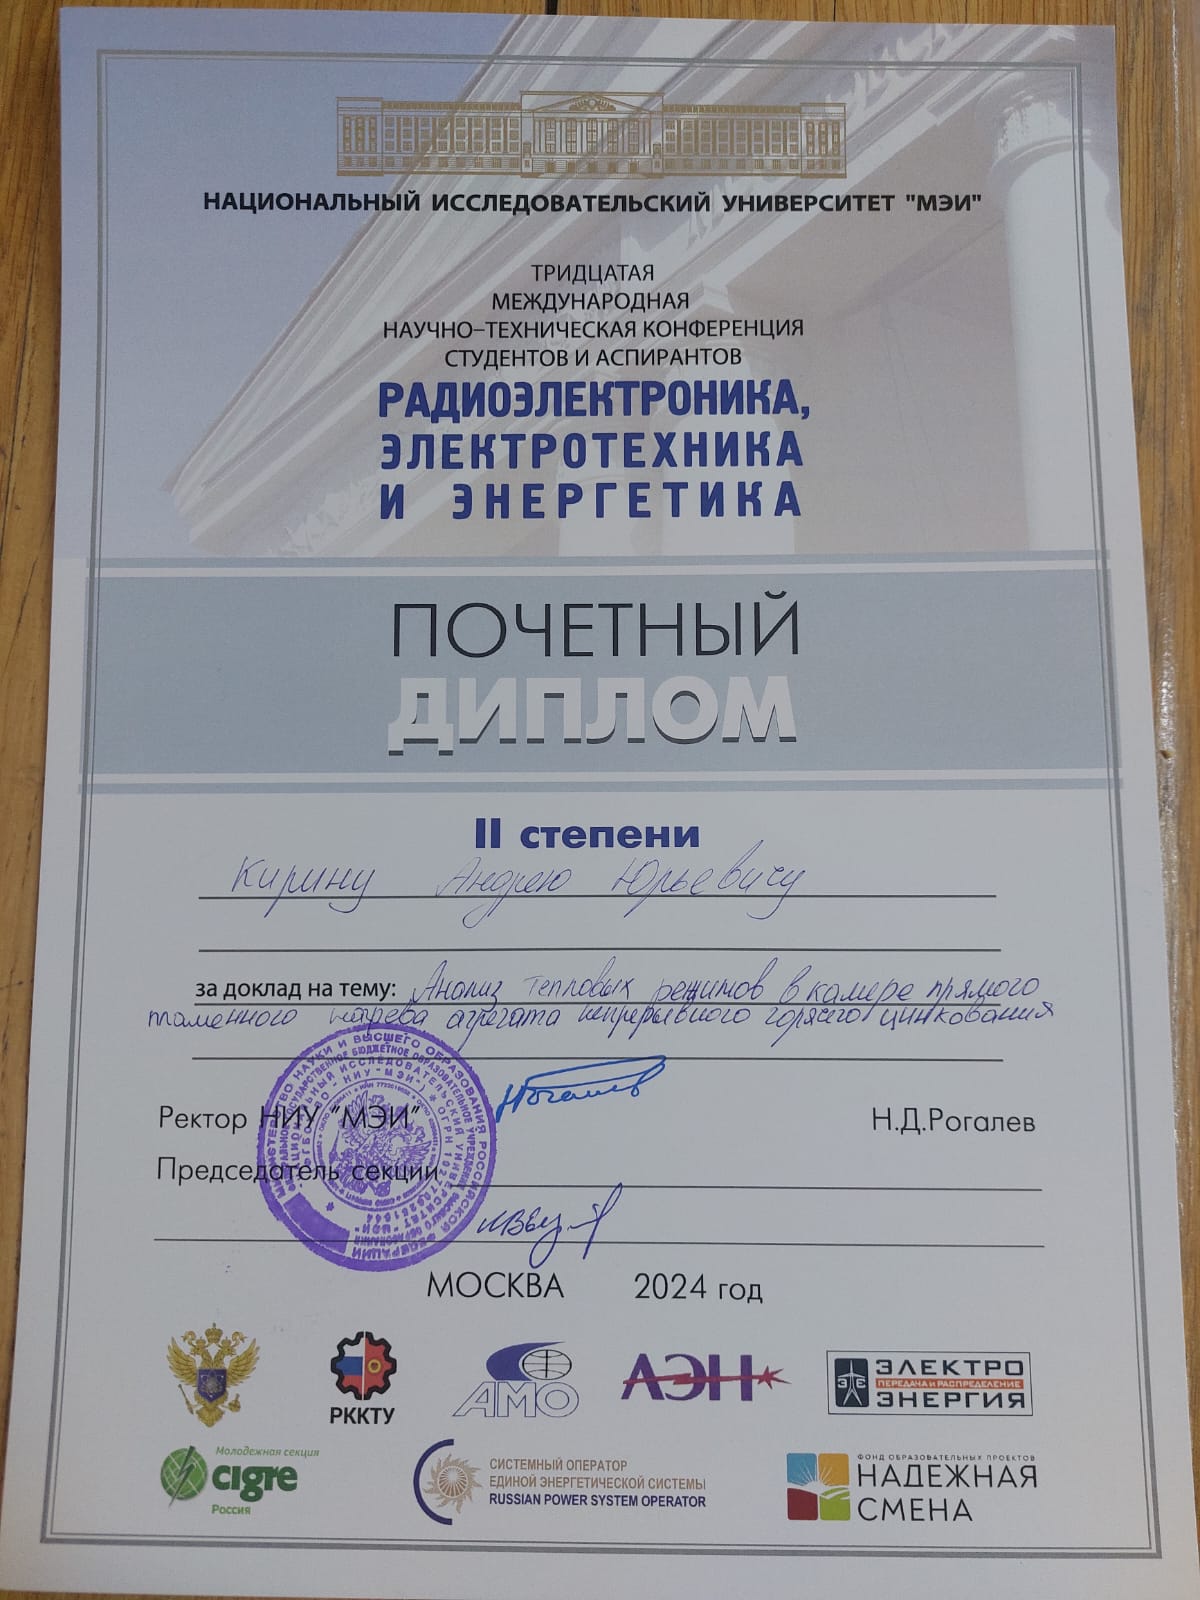 НАЦИОНАЛЬНЫЙ ИССЛЕДОВАТЕЛЬСКИЙ УНИВЕРСИТЕТ "МЭИ"
ТРИДЦАТАЯ
МЕЖДУНАРОДНАЯ
НАУЧНО-ТЕХНИЧЕСКАЯ КОНФЕРЕНЦИЯ
СТУДЕНТОВ И АСПИРАНТОВ
РАДИОЭЛЕКТРОНИКА,
ЭЛЕКТРОТЕХНИКА
И ЭНЕРГЕТИКА
ПОЧЕТНЫЙ
ДИПЛОМ
II степени
Кирину Андрею Юрьевичу
за доклад на тему: Анализ тепловых режимов в камере прямого
пламенного нагрева агрегата непрерывного горячего цинкования
Ректор НИУ "МЭИ"
Н.Д.Рогалев
Председатель секции
МОСКВА 2024 год
РККТУ
АМО
АЭН
ЭЛЕКТРО
ПЕРЕДАЧА и РАСПРЕДЕЛЕНИЕ
ЭНЕРГИЯ
Молодежная секция
cigre
Россия
СИСТЕМНЫЙ ОПЕРАТОР
ЕДИНОЙ ЭНЕРГЕТИЧЕСКОЙ СИСТЕМЫ
RUSSIAN POWER SYSTEM OPERATOR
ФОНД ОБРАЗОВАТЕЛЬНЫХ ПРОЕКТОВ
НАДЕЖНАЯ
СМЕНА